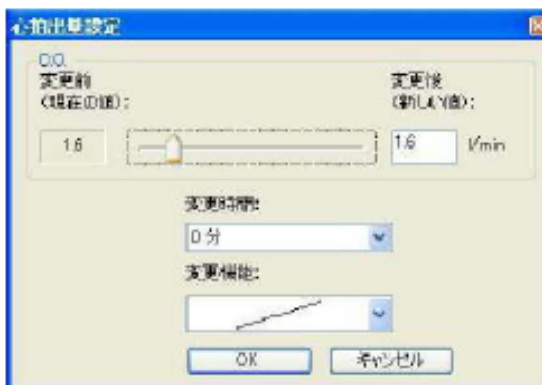 心拍出量設定
C.O.
変更前
(現在の値):
変更後
(新しい値):
1.6
1.6
l/min
変更時間:
0 分
変更機能:
OK
キャンセル